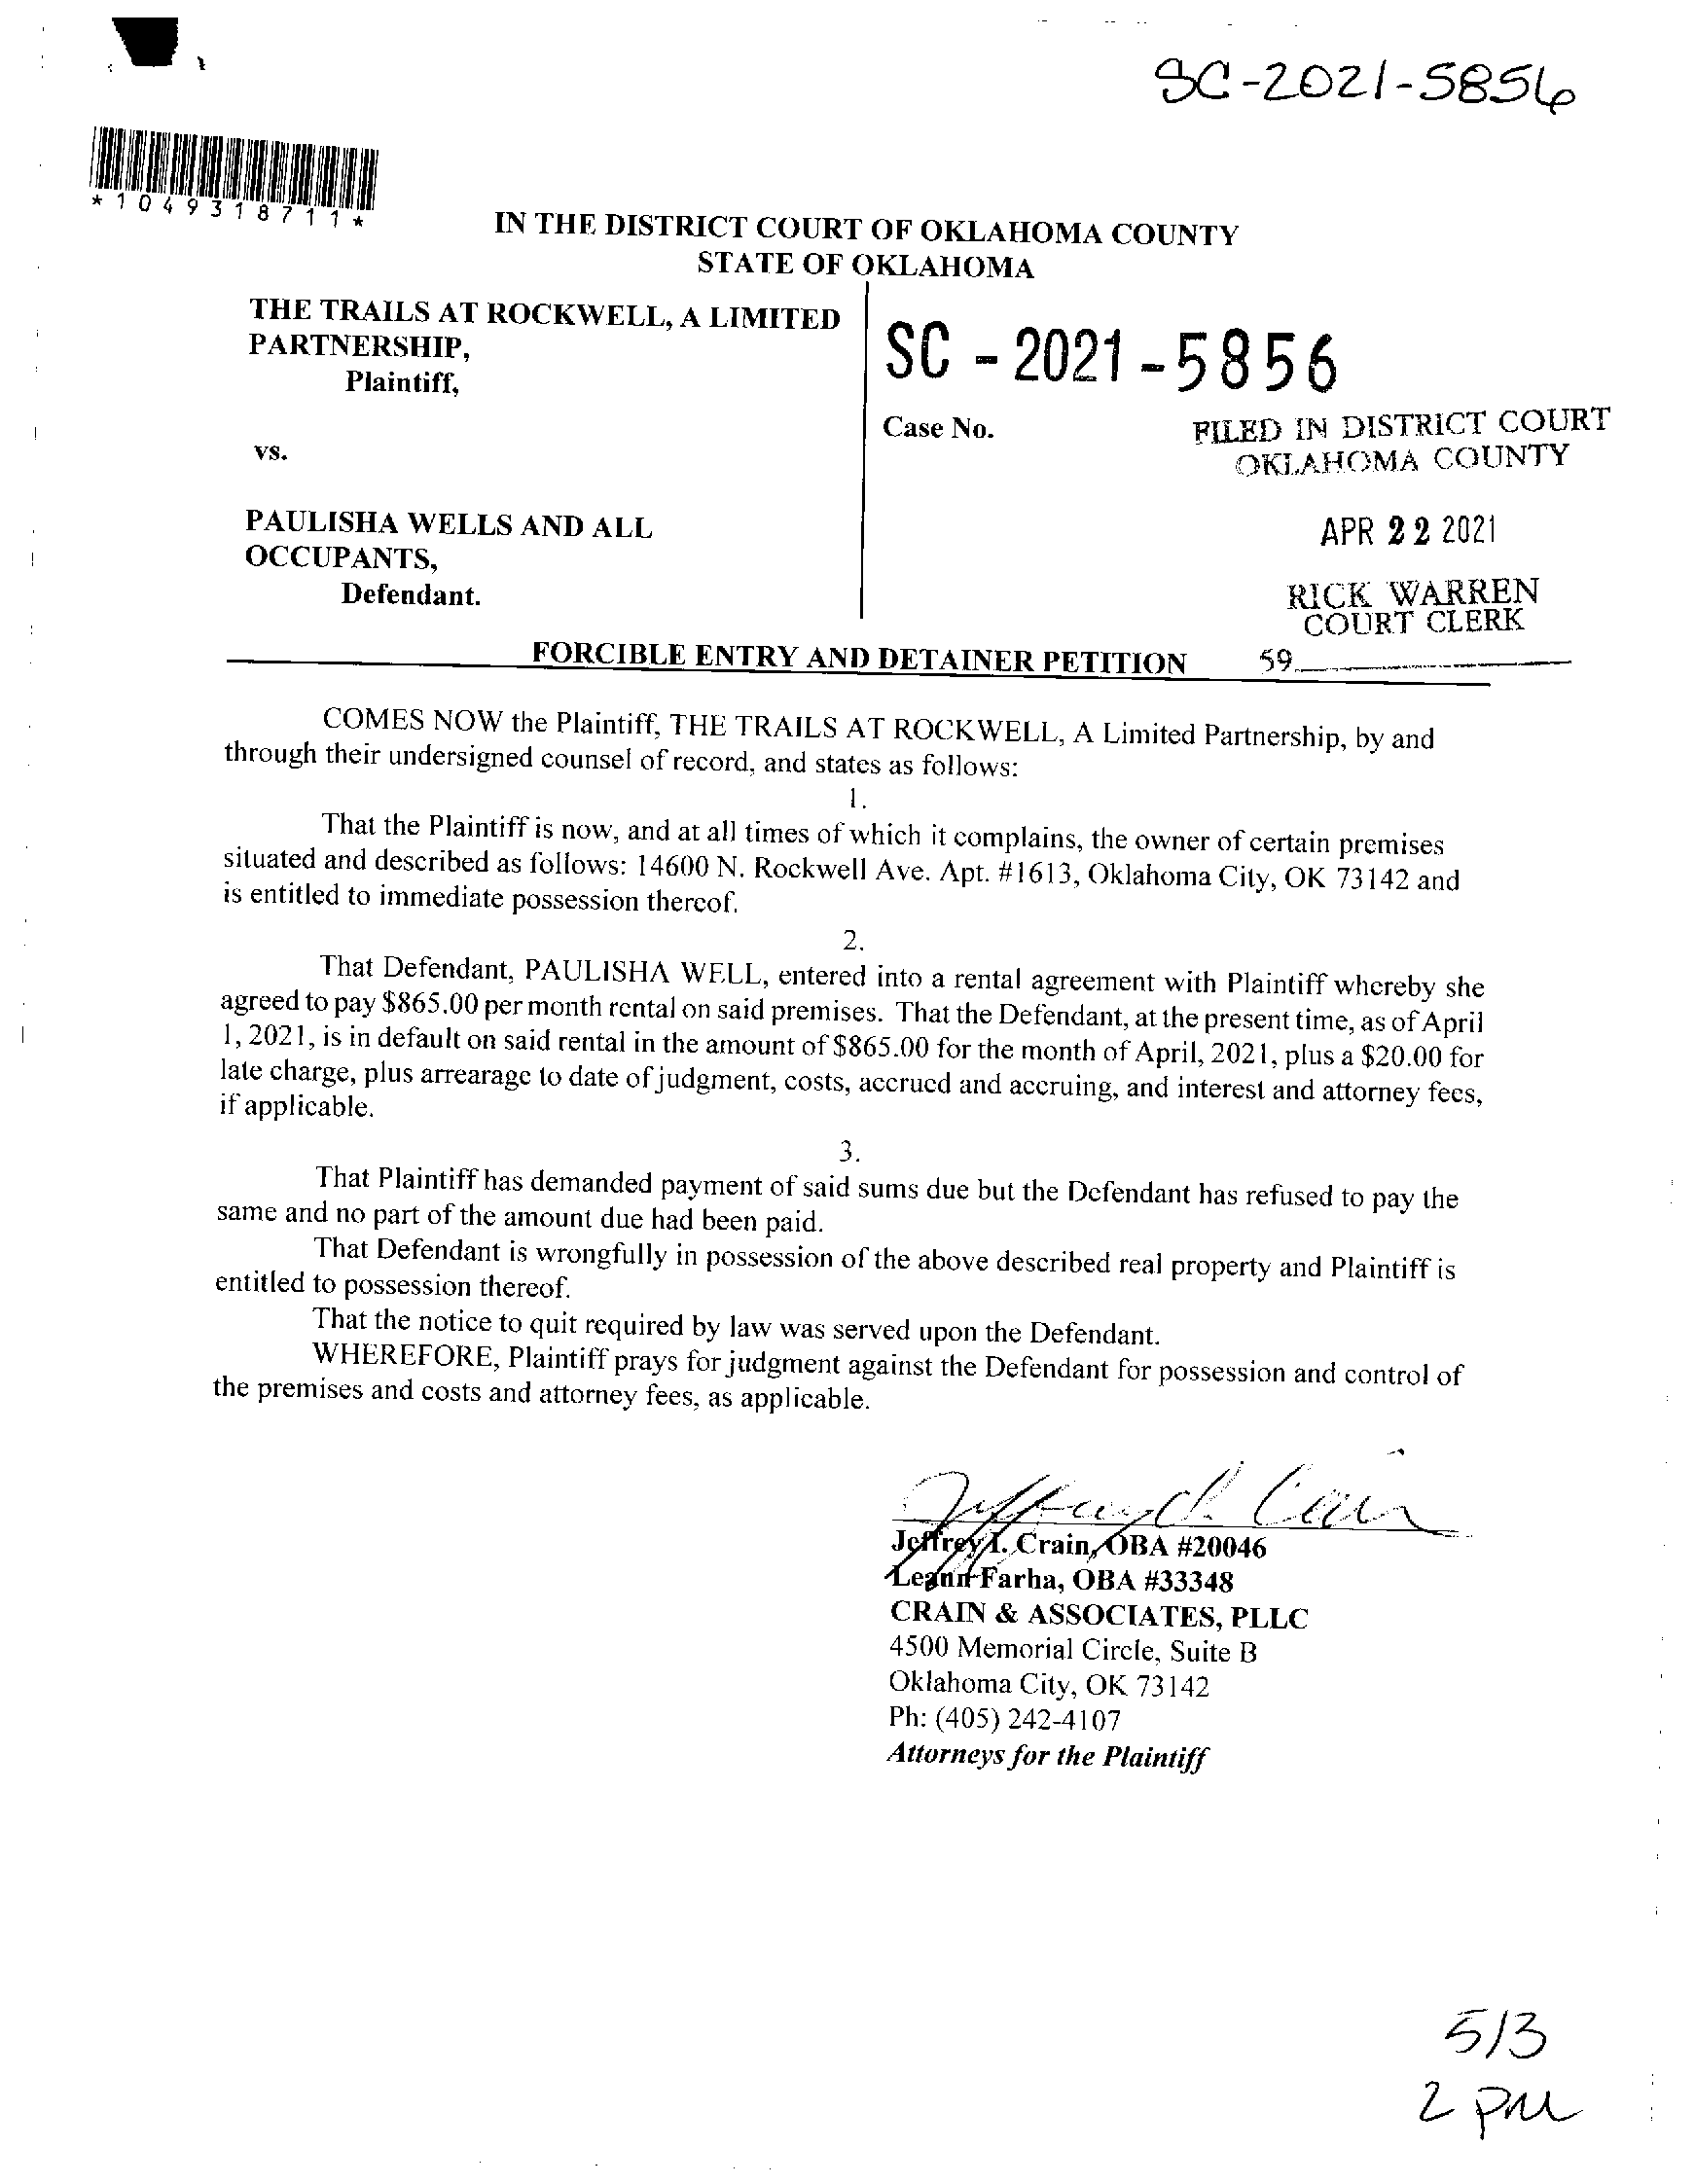 SC-2021-5856
*1049318711*
IN THE DISTRICT COURT OF OKLAHOMA COUNTY
STATE OF OKLAHOMA
THE TRAILS AT ROCKWELL, A LIMITED
PARTNERSHIP,
Plaintiff,
vs.
PAULISHA WELLS AND ALL
OCCUPANTS,
Defendant.
SC - 2021 - 5856
Case No.
FILED IN DISTRICT COURT
OKLAHOMA COUNTY
APR 22 2021
RICK WARREN
COURT CLERK
59
FORCIBLE ENTRY AND DETAINER PETITION
COMES NOW the Plaintiff, THE TRAILS AT ROCKWELL, A Limited Partnership, by and
through their undersigned counsel of record, and states as follows:
1.
That the Plaintiff is now, and at all times of which it complains, the owner of certain premises
situated and described as follows: 14600 N. Rockwell Ave. Apt. #1613, Oklahoma City, OK 73142 and
is entitled to immediate possession thereof.
2.
That Defendant, PAULISHA WELL, entered into a rental agreement with Plaintiff whereby she
agreed to pay $865.00 per month rental on said premises. That the Defendant, at the present time, as of April
1, 2021, is in default on said rental in the amount of $865.00 for the month of April, 2021, plus a $20.00 for
late charge, plus arrearage to date of judgment, costs, accrued and accruing, and interest and attorney fees,
if applicable.
3.
That Plaintiff has demanded payment of said sums due but the Defendant has refused to pay the
same and no part of the amount due had been paid.
That Defendant is wrongfully in possession of the above described real property and Plaintiff is
entitled to possession thereof.
That the notice to quit required by law was served upon the Defendant.
WHEREFORE, Plaintiff prays for judgment against the Defendant for possession and control of
the premises and costs and attorney fees, as applicable.
Jeffrey I. Crain, OBA #20046
Leann Farha, OBA #33348
CRAIN & ASSOCIATES, PLLC
4500 Memorial Circle, Suite B
Oklahoma City, OK 73142
Ph: (405) 242-4107
Attorneys for the Plaintiff
5/3
2 PM